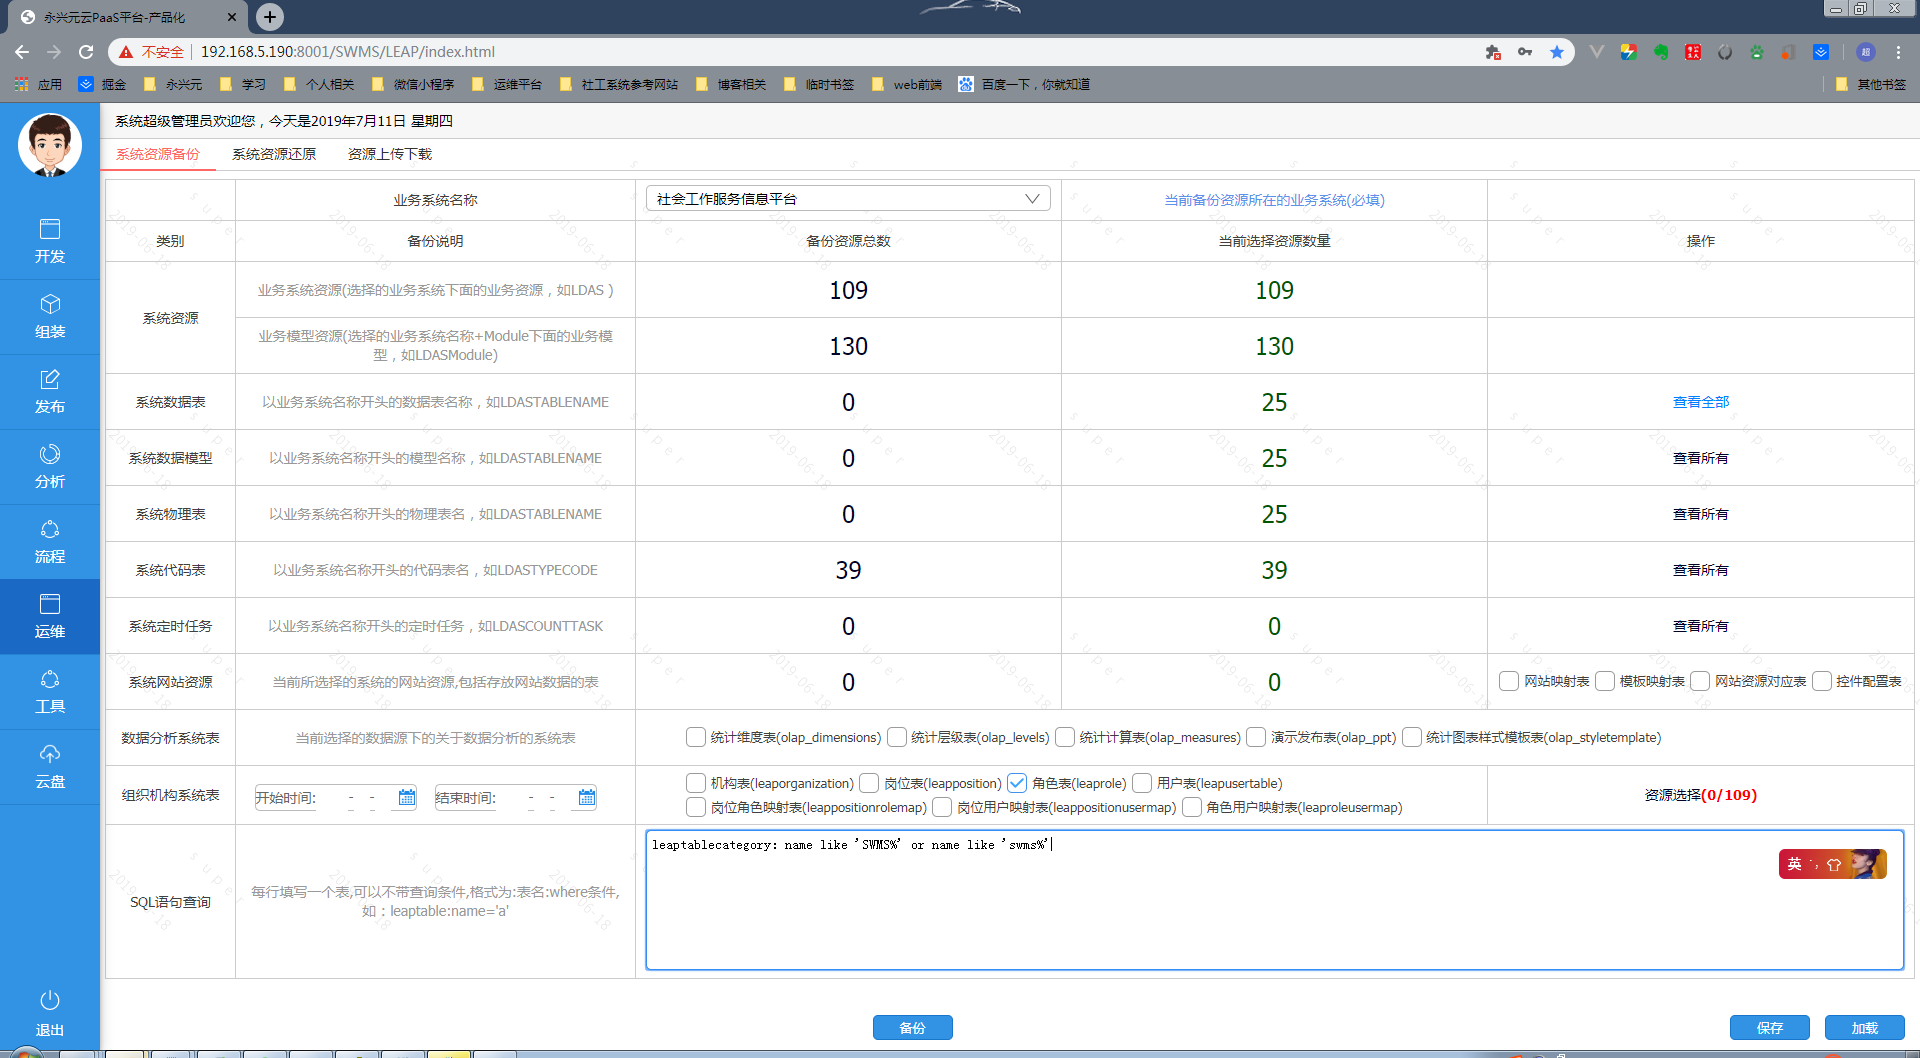 永兴元云PaaS平台-产品化
不安全 192.168.5.190:8001/SWMS/LEAP/index.html
应用 掘金 永兴元 学习 个人相关 微信小程序 运维平台 社工系统参考网站 博客相关 临时书签 web前端 百度一下，你就知道 其他书签
系统超级管理员欢迎您，今天是2019年7月11日 星期四
系统资源备份 系统资源还原 资源上传下载
开发
组装
发布
分析
流程
运维
工具
云盘
退出
业务系统名称 社会工作服务信息平台 当前备份资源所在的业务系统(必填)
类别 备份说明 备份资源总数 当前选择资源数量 操作
系统资源 业务系统资源(选择的业务系统下面的业务资源，如LDAS ) 109 109
业务模型资源(选择的业务系统名称+Module下面的业务模
型，如LDASModule) 130 130
系统数据表 以业务系统名称开头的数据表名称，如LDASTABLENAME 0 25 查看全部
系统数据模型 以业务系统名称开头的模型名称，如LDASTABLENAME 0 25 查看所有
系统物理表 以业务系统名称开头的物理表名，如LDASTABLENAME 0 25 查看所有
系统代码表 以业务系统名称开头的代码表名，如LDASTYPECODE 39 39 查看所有
系统定时任务 以业务系统名称开头的定时任务，如LDASCOUNTTASK 0 0 查看所有
系统网站资源 当前所选择的系统的网站资源,包括存放网站数据的表 0 0 网站映射表 模板映射表 网站资源对应表 控件配置表
数据分析系统表 当前选择的数据源下的关于数据分析的系统表 统计维度表(olap_dimensions) 统计层级表(olap_levels) 统计计算表(olap_measures) 演示发布表(olap_ppt) 统计图表样式模板表(olap_styletemplate)
组织机构系统表 开始时间: - - 结束时间: - - 机构表(leaporganization) 岗位表(leapposition) 角色表(leaprole) 用户表(leapusertable)
岗位角色映射表(leappositionrolemap) 岗位用户映射表(leappositionusermap) 角色用户映射表(leaproleusermap)
资源选择(0/109)
SQL语句查询 每行填写一个表,可以不带查询条件,格式为:表名:where条件,
如：leaptable:name='a'
leaptablecategory: name like 'SWMS%' or name like 'swms%'
英
备份 保存 加载
super
2019-06-18